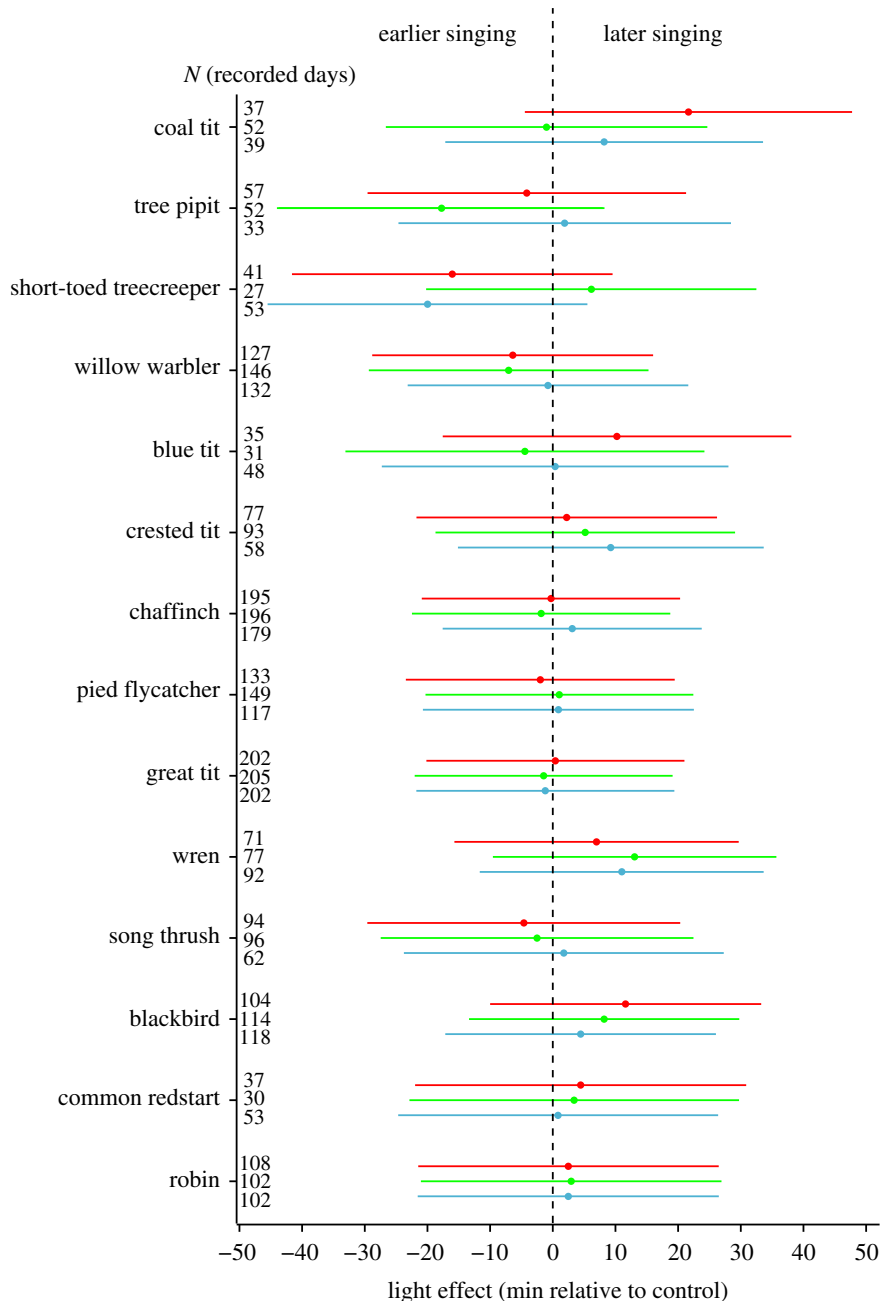 earlier singing later singing
N (recorded days)
coal tit 37
52
39
tree pipit 57
52
33
short-toed treecreeper 41
27
53
willow warbler 127
146
132
blue tit 35
31
48
crested tit 77
93
58
chaffinch 195
196
179
pied flycatcher 133
149
117
great tit 202
205
202
wren 71
77
92
song thrush 94
96
62
blackbird 104
114
118
common redstart 37
30
53
robin 108
102
102
−50 −40 −30 −20 −10 0 10 20 30 40 50
light effect (min relative to control)